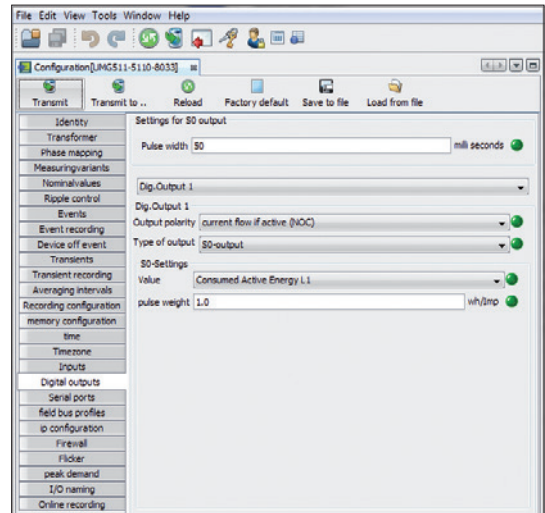 File Edit View Tools Window Help
Configuration[UMG511-5110-8033]
Transmit Transmit to .. Reload Factory default Save to file Load from file
Identity
Transformer
Phase mapping
Measuringvariants
Nominalvalues
Ripple control
Events
Event recording
Device off event
Transients
Transient recording
Averaging intervals
Recording configuration
memory configuration
time
Timezone
Inputs
Digital outputs
Serial ports
field bus profiles
ip configuration
Firewall
Flicker
peak demand
I/O naming
Online recording
Settings for S0 output
Pulse width 50 milli seconds
Dig.Output 1
Dig.Output 1
Output polarity current flow if active (NOC)
Type of output S0-output
S0-Settings
Value Consumed Active Energy L1
pulse weight 1.0 wh/Imp